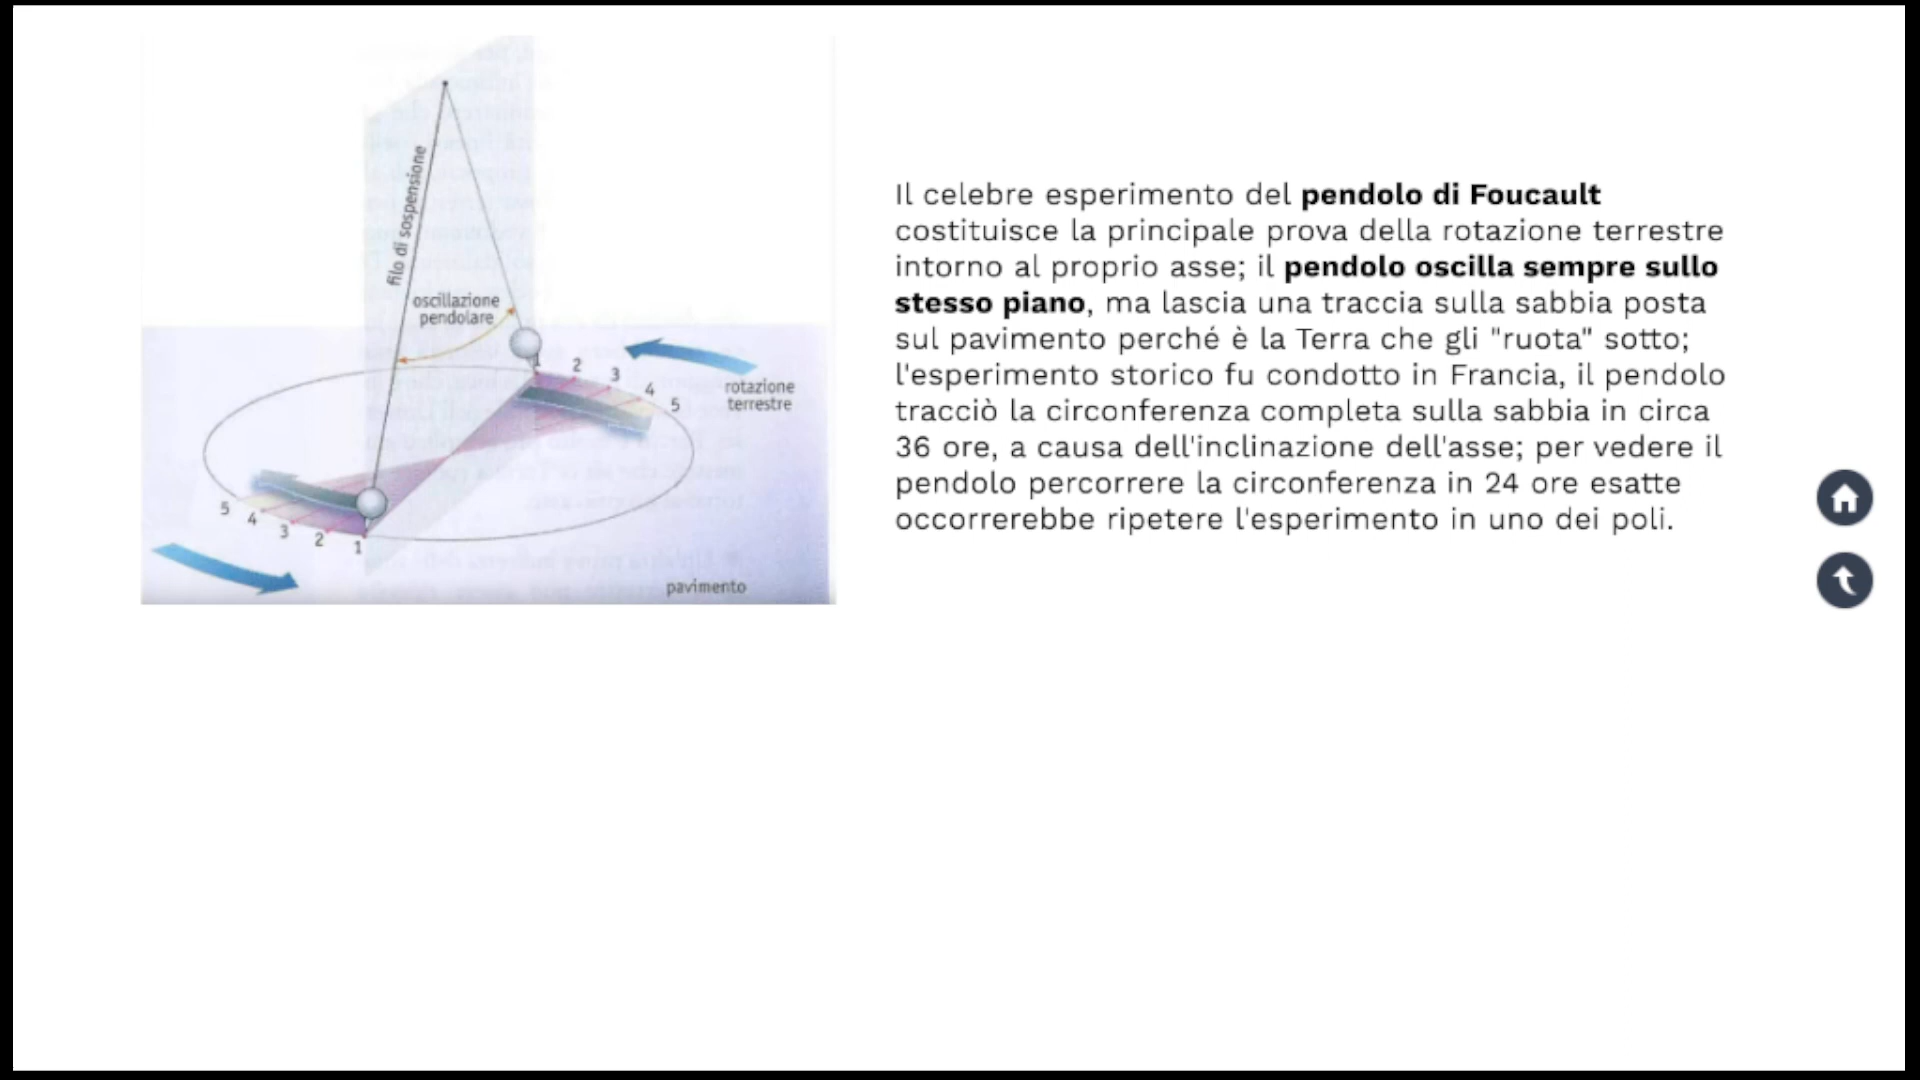 filo di sospensione
oscillazione
pendolare
1
2
3
4
5
rotazione
terrestre
5
4
3
2
1
pavimento
Il celebre esperimento del pendolo di Foucault
costituisce la principale prova della rotazione terrestre
intorno al proprio asse; il pendolo oscilla sempre sullo
stesso piano, ma lascia una traccia sulla sabbia posta
sul pavimento perché è la Terra che gli "ruota" sotto;
l'esperimento storico fu condotto in Francia, il pendolo
tracciò la circonferenza completa sulla sabbia in circa
36 ore, a causa dell'inclinazione dell'asse; per vedere il
pendolo percorrere la circonferenza in 24 ore esatte
occorrerebbe ripetere l'esperimento in uno dei poli.